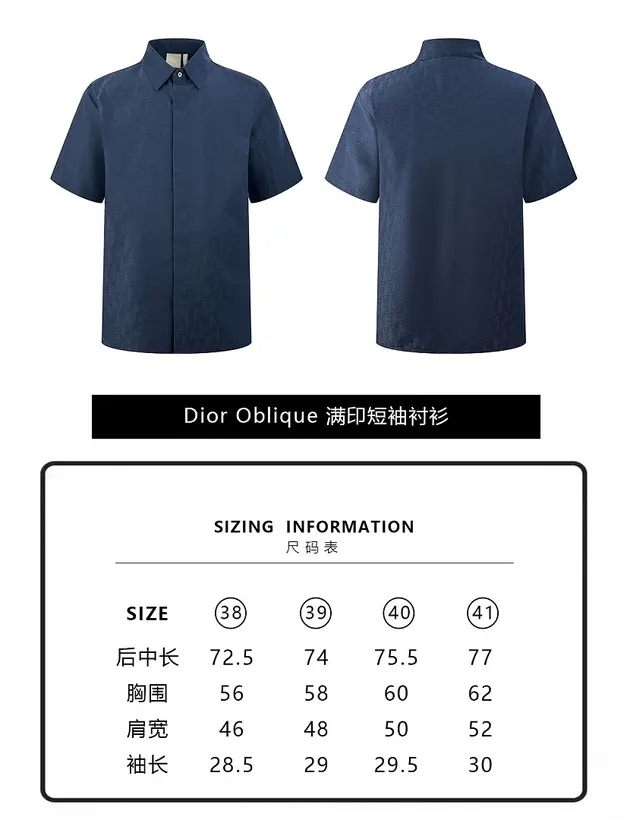 Dior Oblique 满印短袖衬衫
SIZING INFORMATION
尺码表
SIZE 38 39 40 41
后中长 72.5 74 75.5 77
胸围 56 58 60 62
肩宽 46 48 50 52
袖长 28.5 29 29.5 30